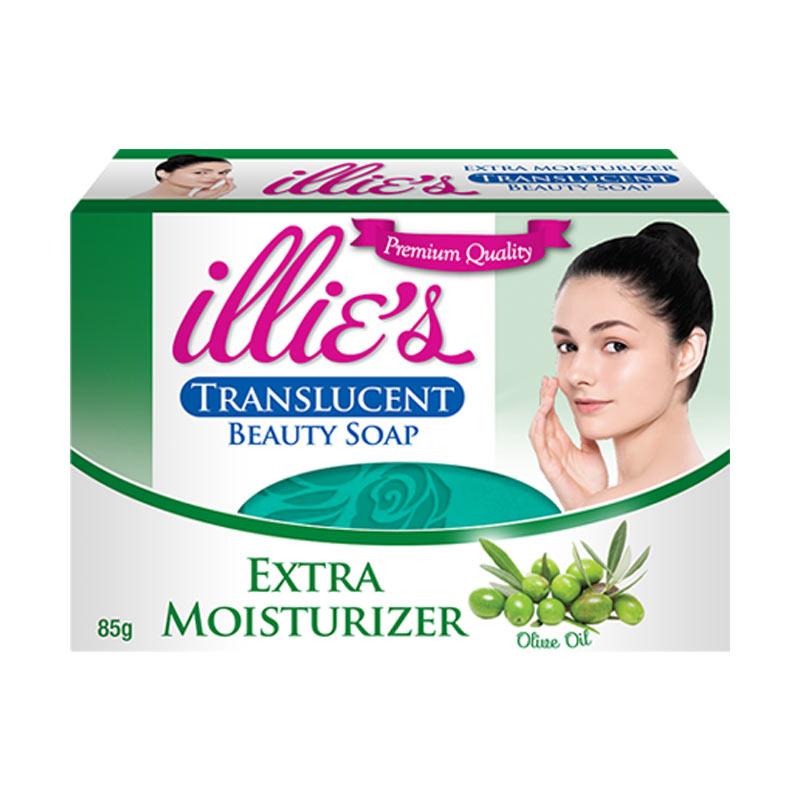 illie's
EXTRA MOISTURIZER
TRANSLUCENT
BEAUTY SOAP
Premium Quality
illie's
TRANSLUCENT
BEAUTY SOAP
EXTRA
MOISTURIZER
85g
Olive Oil